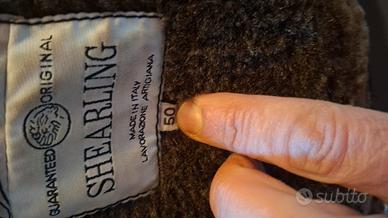 GUARANTEED ORIGINAL
SHEARLING
MADE IN ITALY
LAVORAZIONE ARTIGIANA
50
subito